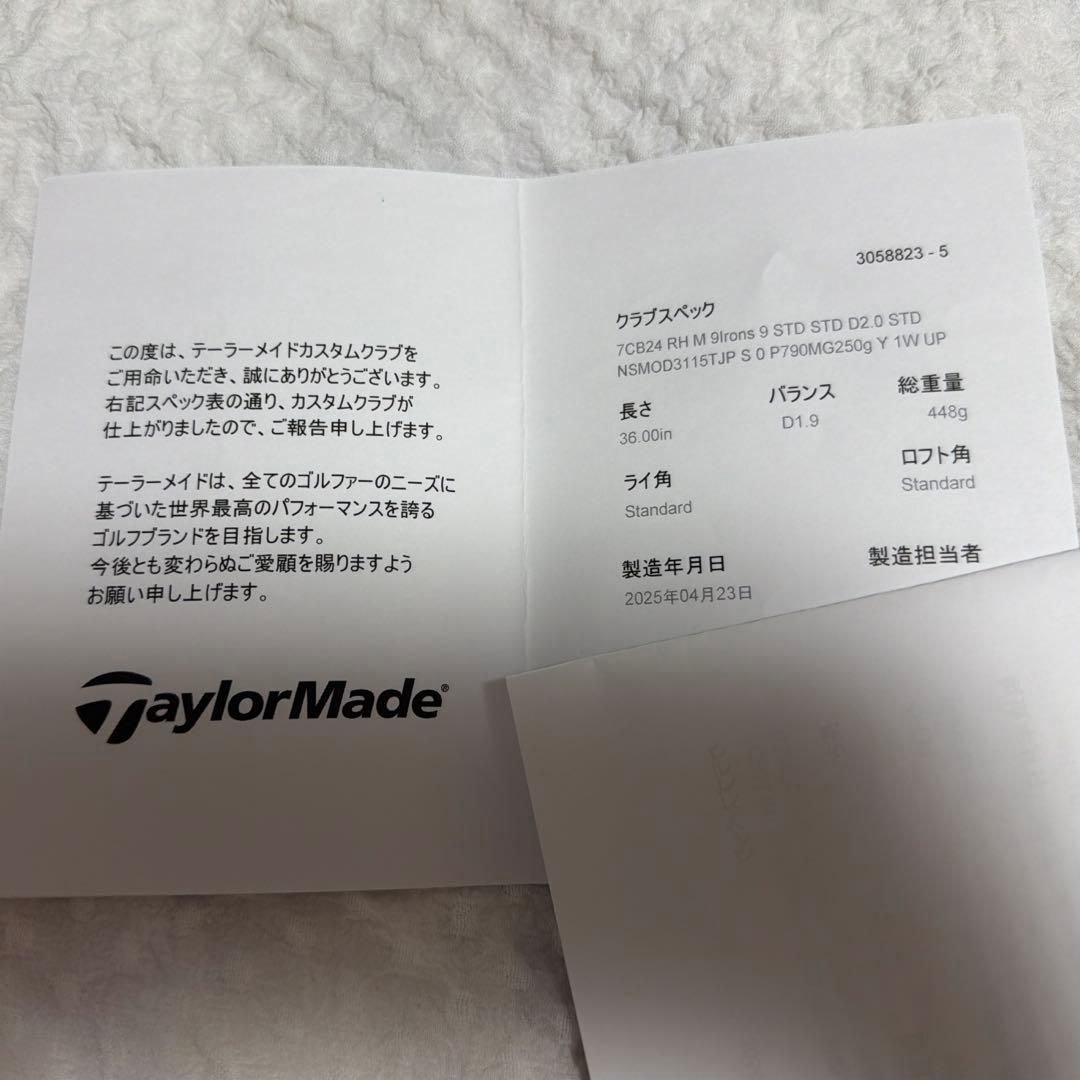 この度は、テーラーメイドカスタムクラブを
ご用命いただき、誠にありがとうございます。
右記スペック表の通り、カスタムクラブが
仕上がりましたので、ご報告申し上げます。
テーラーメイドは、全てのゴルファーのニーズに
基づいた世界最高のパフォーマンスを誇る
ゴルフブランドを目指します。
今後とも変わらぬご愛顧を賜りますよう
お願い申し上げます。
TaylorMade®
3058823 - 5
クラブスペック
7CB24 RH M 9Irons 9 STD STD D2.0 STD
NSMOD3115TJP S 0 P790MG250g Y 1W UP
長さ バランス 総重量
36.00in D1.9 448g
ライ角 ロフト角
Standard Standard
製造年月日 製造担当者
2025年04月23日